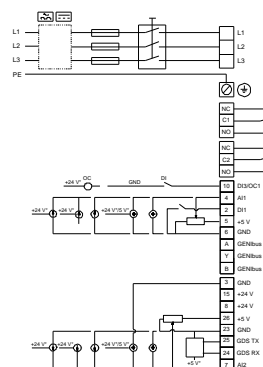 L1 L1
L2 L2
L3 L3
PE
NC
C1
NO
NC
C2
NO
+24 V* OC GND DI 10 DI3/OC1
4 AI1
+24 V* +24 V* +24 V*/5 V* 2 DI1
5 +5 V
6 GND
A GENIbus
Y GENIbus
B GENIbus
3 GND
15 +24 V
8 +24 V
26 +5 V
23 GND
+24 V* +24 V* +24 V*/5 V* 25 GDS TX
24 GDS RX
+5 V* 7 AI2